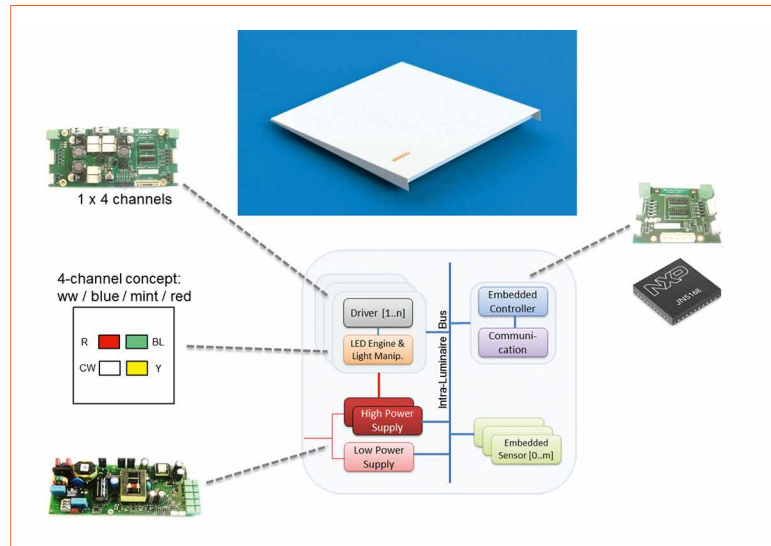 1 x 4 channels
4-channel concept:
ww / blue / mint / red
R
BL
CW
Y
Driver [1..n]
LED Engine &
Light Manip.
High Power
Supply
Low Power
Supply
Intra-Luminaire Bus
Embedded
Controller
Communi-
cation
Embedded
Sensor [0..m]
NXP
NXP
JN5168